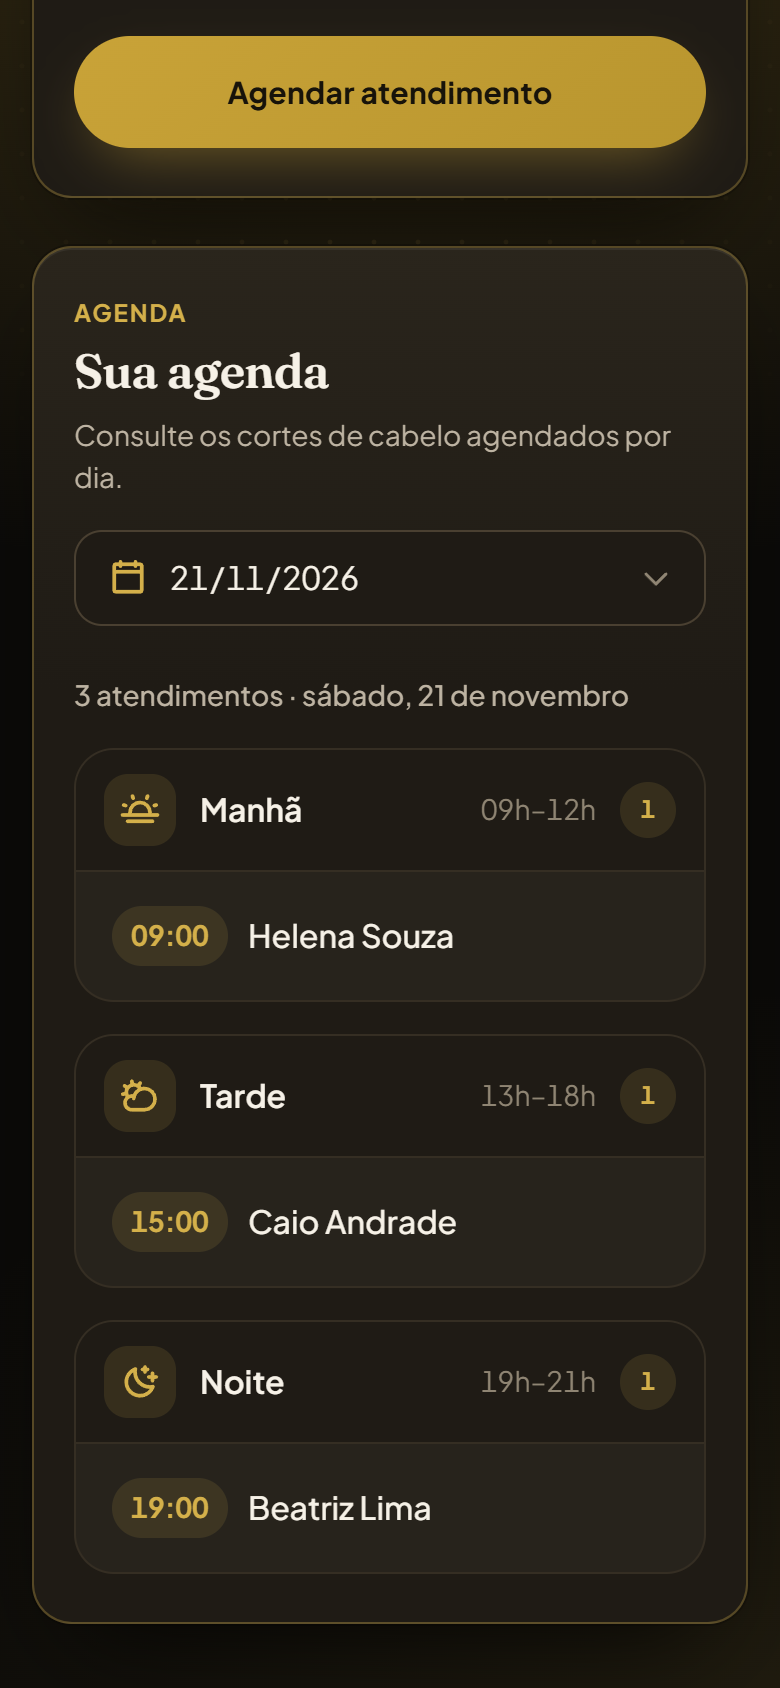 Agendar atendimento
AGENDA
Sua agenda
Consulte os cortes de cabelo agendados por
dia.
21/11/2026
3 atendimentos · sábado, 21 de novembro
Manhã 09h–12h 1
09:00 Helena Souza
Tarde 13h–18h 1
15:00 Caio Andrade
Noite 19h–21h 1
19:00 Beatriz Lima